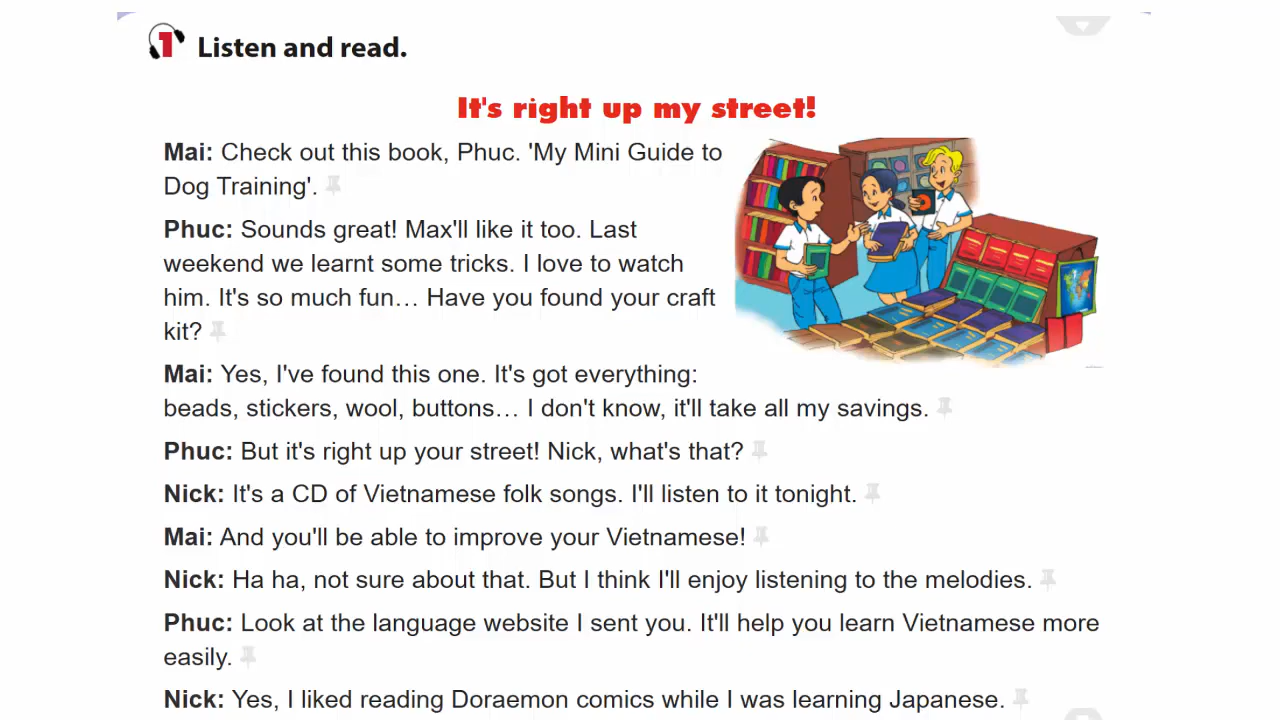 1 Listen and read.
It's right up my street!
Mai: Check out this book, Phuc. 'My Mini Guide to
Dog Training'.
Phuc: Sounds great! Max'll like it too. Last
weekend we learnt some tricks. I love to watch
him. It's so much fun… Have you found your craft
kit?
Mai: Yes, I've found this one. It's got everything:
beads, stickers, wool, buttons… I don't know, it'll take all my savings.
Phuc: But it's right up your street! Nick, what's that?
Nick: It's a CD of Vietnamese folk songs. I'll listen to it tonight.
Mai: And you'll be able to improve your Vietnamese!
Nick: Ha ha, not sure about that. But I think I'll enjoy listening to the melodies.
Phuc: Look at the language website I sent you. It'll help you learn Vietnamese more
easily.
Nick: Yes, I liked reading Doraemon comics while I was learning Japanese.